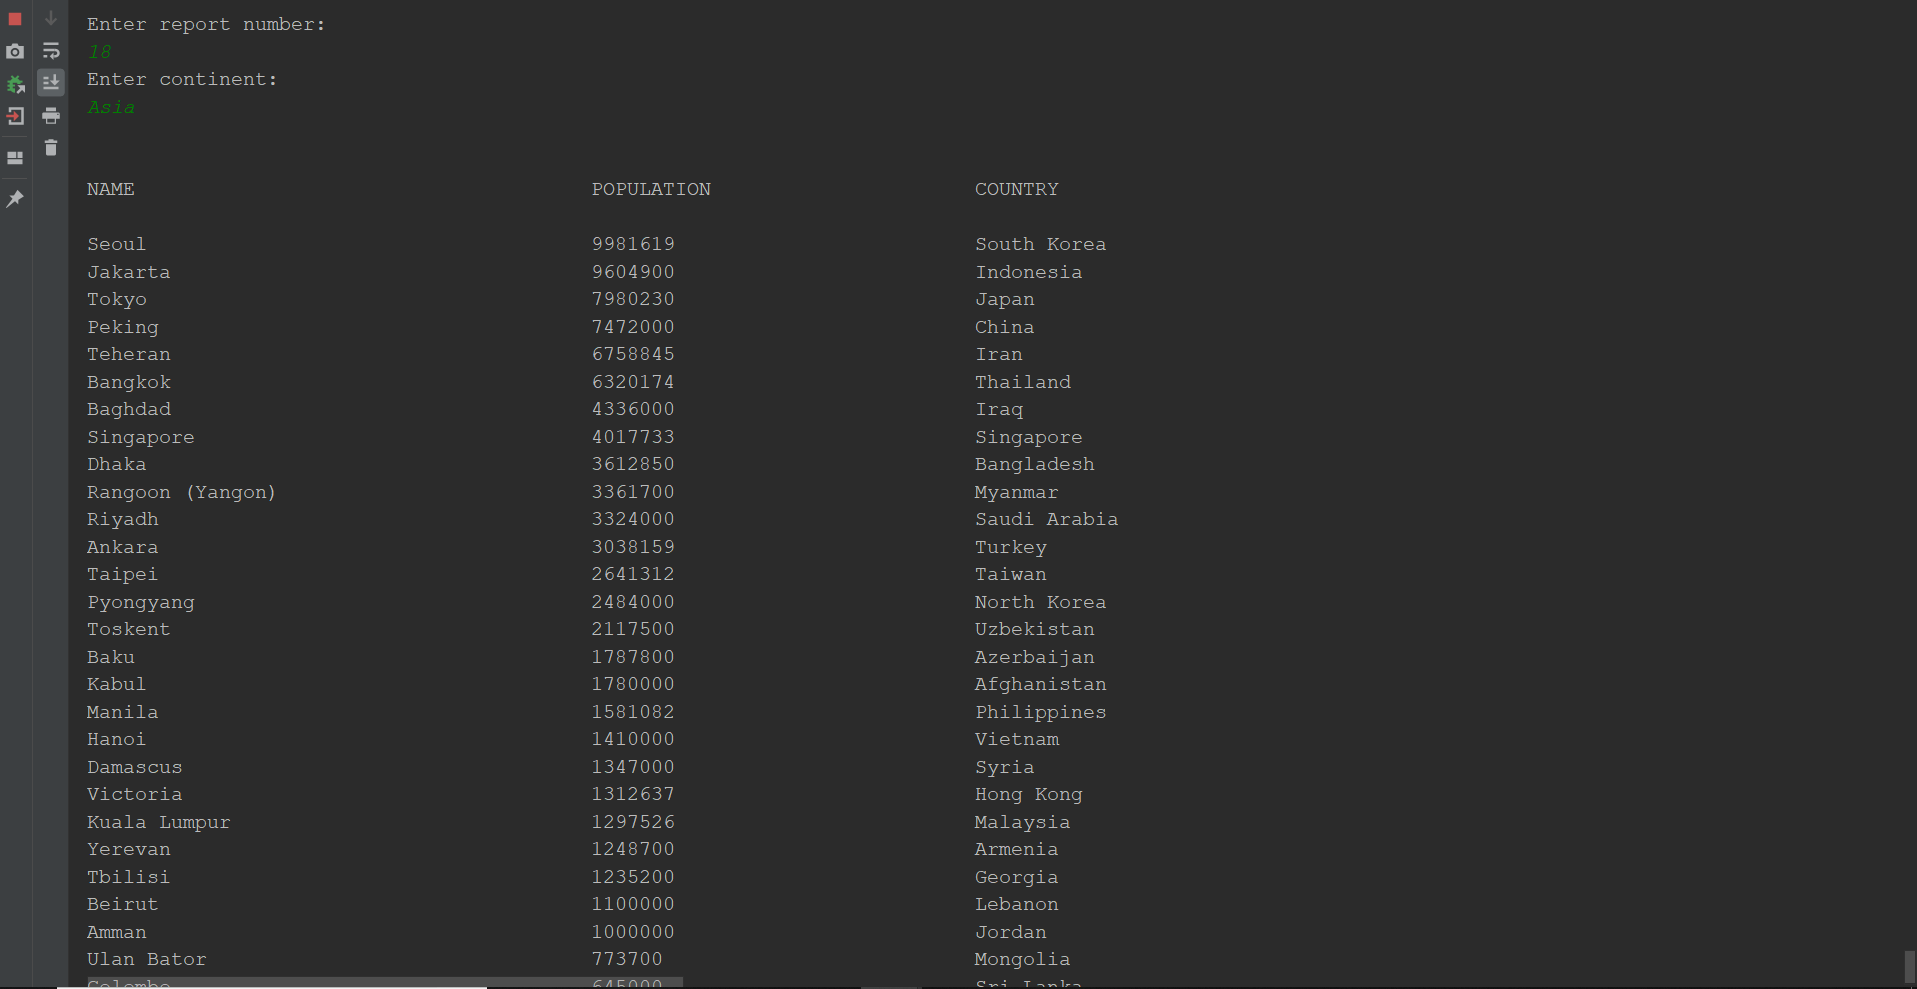 Enter report number:
18
Enter continent:
Asia
NAME POPULATION COUNTRY
Seoul 9981619 South Korea
Jakarta 9604900 Indonesia
Tokyo 7980230 Japan
Peking 7472000 China
Teheran 6758845 Iran
Bangkok 6320174 Thailand
Baghdad 4336000 Iraq
Singapore 4017733 Singapore
Dhaka 3612850 Bangladesh
Rangoon (Yangon) 3361700 Myanmar
Riyadh 3324000 Saudi Arabia
Ankara 3038159 Turkey
Taipei 2641312 Taiwan
Pyongyang 2484000 North Korea
Toskent 2117500 Uzbekistan
Baku 1787800 Azerbaijan
Kabul 1780000 Afghanistan
Manila 1581082 Philippines
Hanoi 1410000 Vietnam
Damascus 1347000 Syria
Victoria 1312637 Hong Kong
Kuala Lumpur 1297526 Malaysia
Yerevan 1248700 Armenia
Tbilisi 1235200 Georgia
Beirut 1100000 Lebanon
Amman 1000000 Jordan
Ulan Bator 773700 Mongolia
Colombo 645000 Sri Lanka